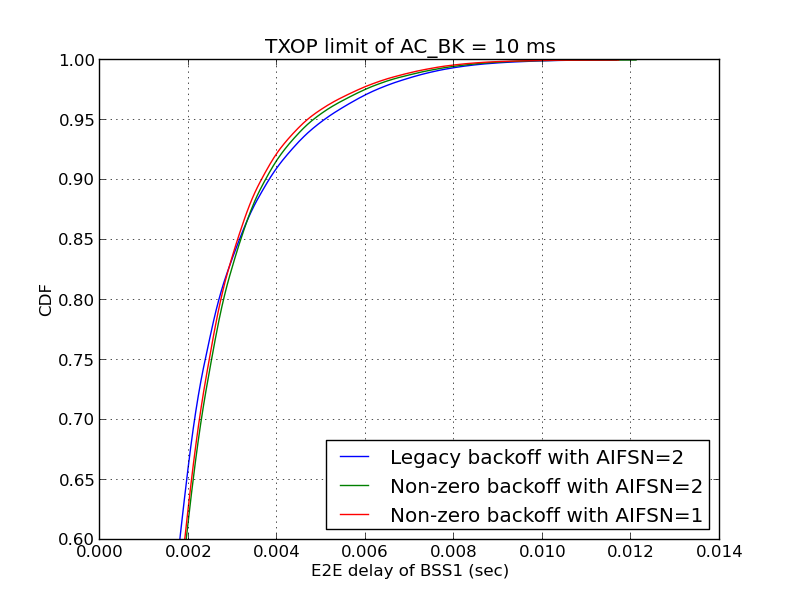 TXOP limit of AC_BK = 10 ms
1.00
0.95
0.90
0.85
0.80
0.75
0.70
0.65
0.60
CDF
Legacy backoff with AIFSN=2
Non-zero backoff with AIFSN=2
Non-zero backoff with AIFSN=1
0.000 0.002 0.004 0.006 0.008 0.010 0.012 0.014
E2E delay of BSS1 (sec)